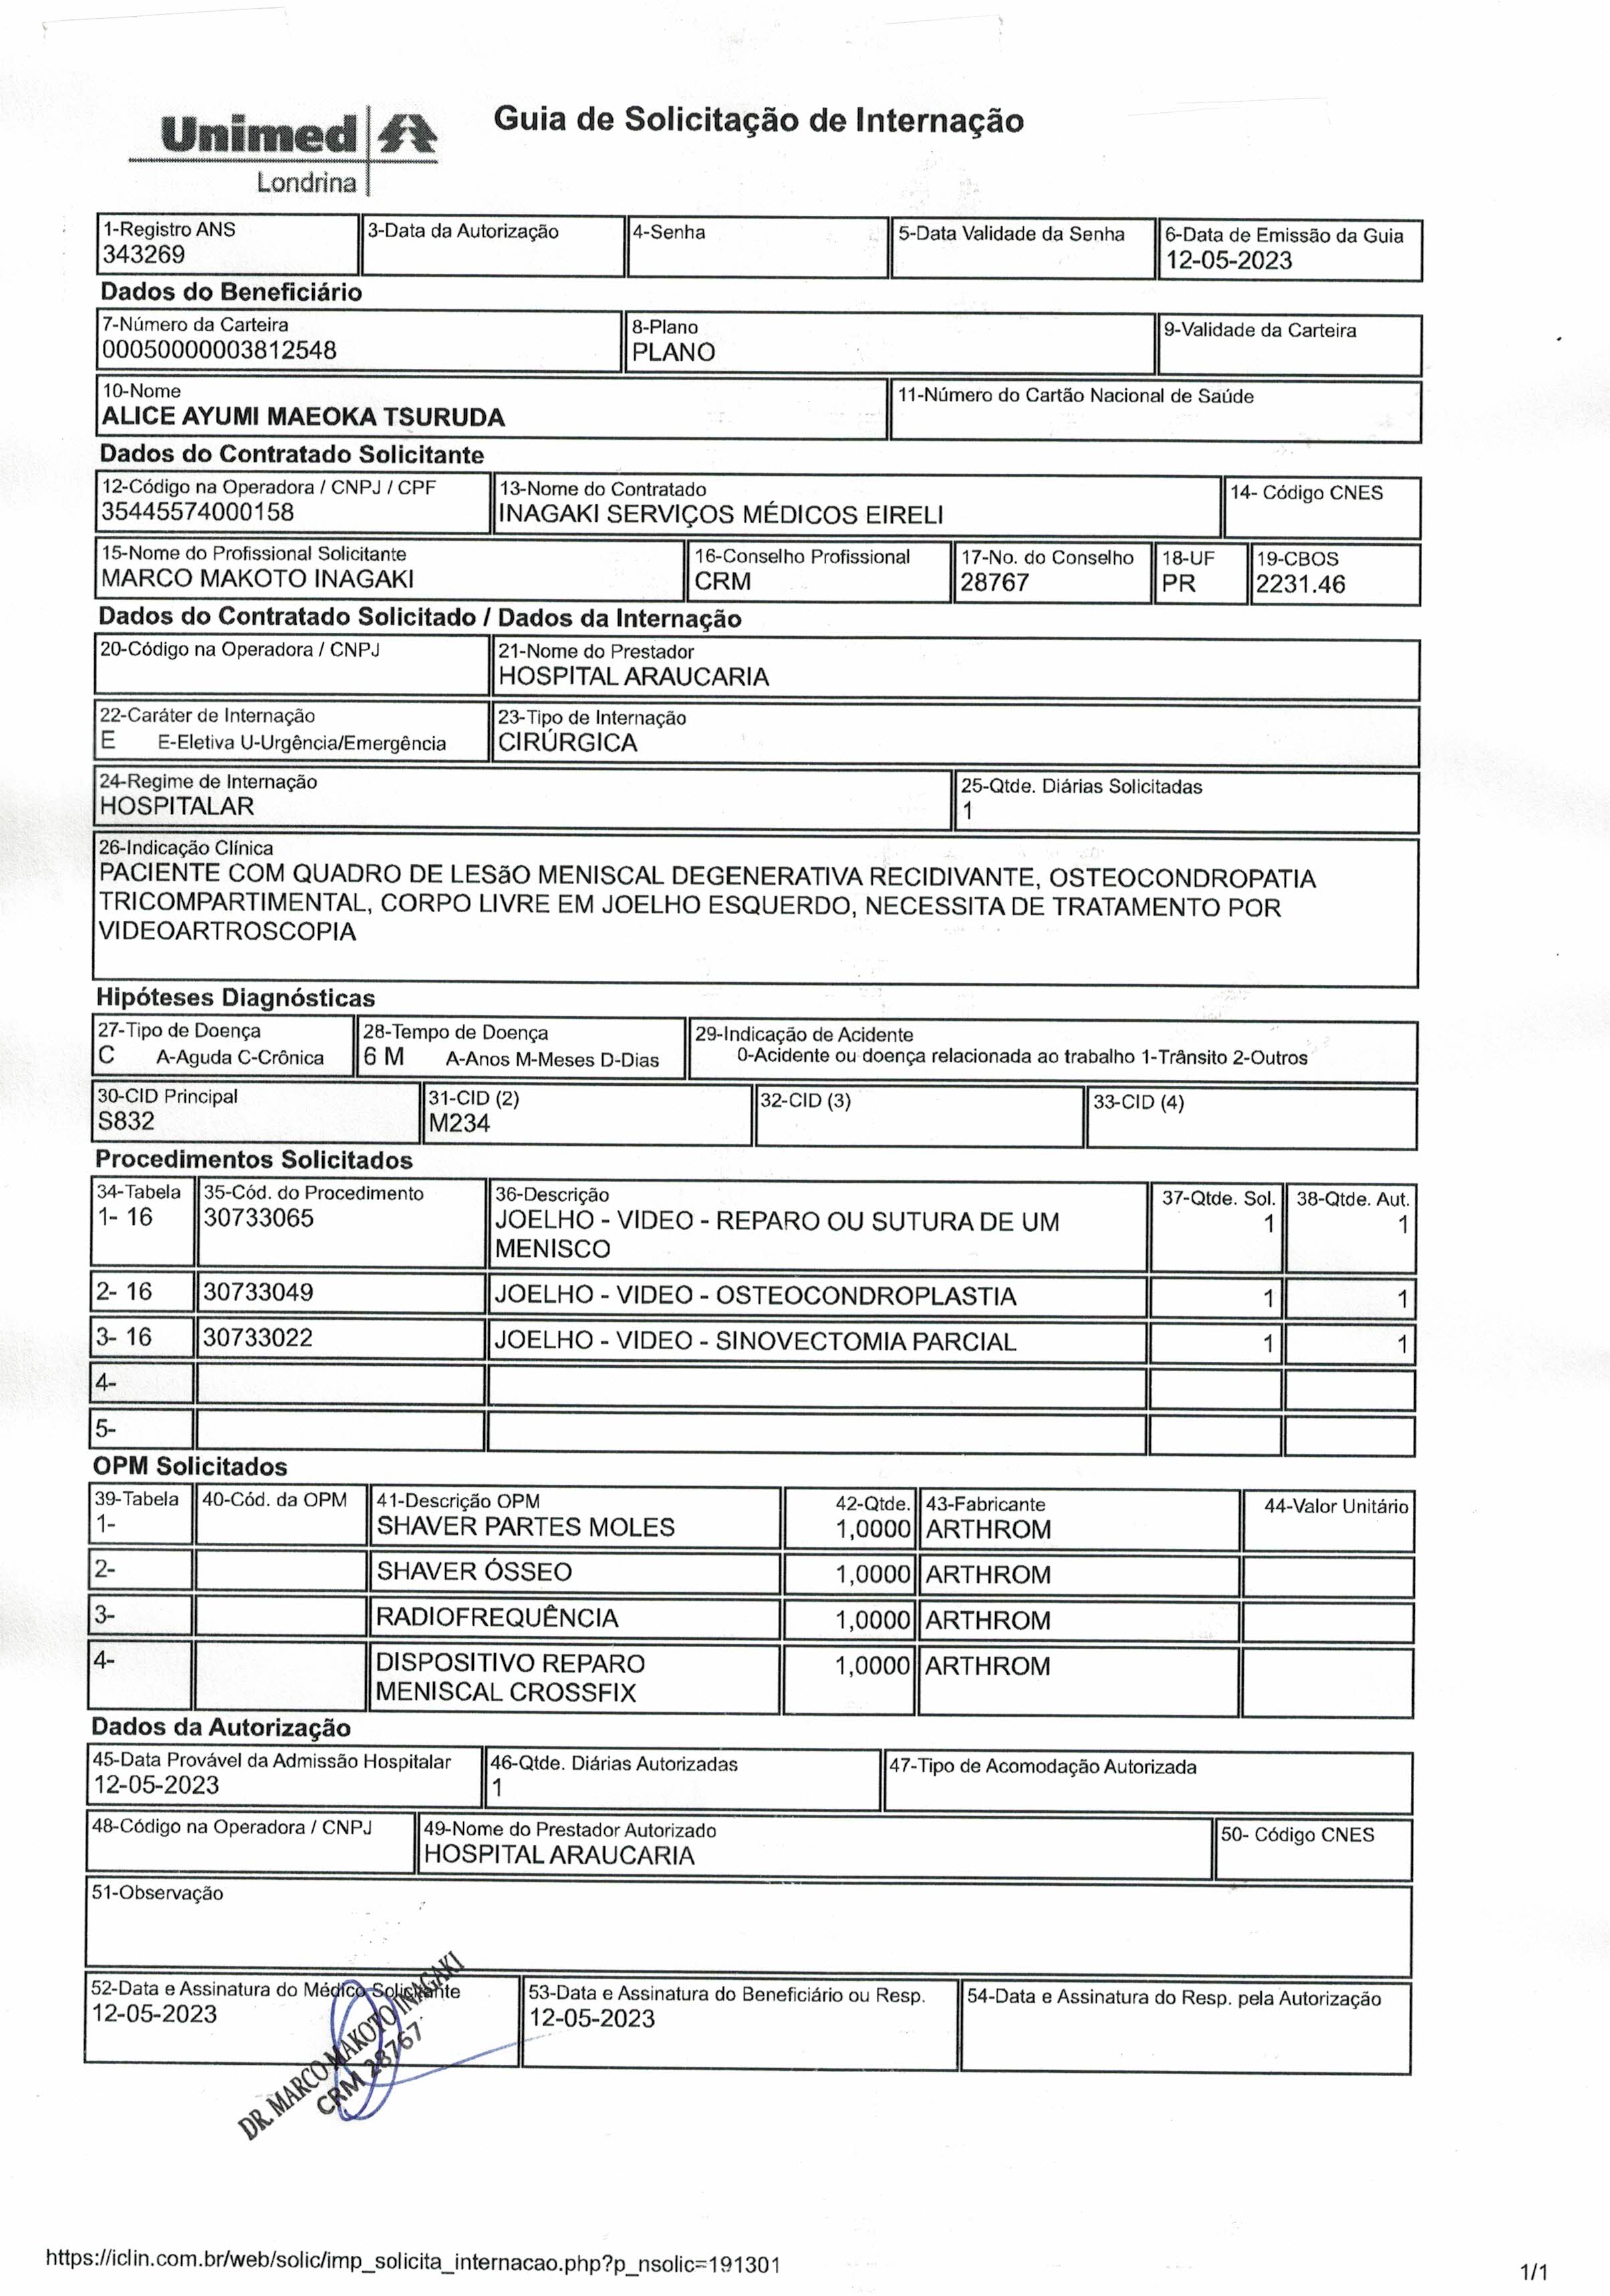 Unimed
Londrina
Guia de Solicitação de Internação
1-Registro ANS
343269
3-Data da Autorização
4-Senha
5-Data Validade da Senha
6-Data de Emissão da Guia
12-05-2023
Dados do Beneficiário
7-Número da Carteira
00050000003812548
8-Plano
PLANO
9-Validade da Carteira
10-Nome
ALICE AYUMI MAEOKA TSURUDA
11-Número do Cartão Nacional de Saúde
Dados do Contratado Solicitante
12-Código na Operadora / CNPJ / CPF
35445574000158
13-Nome do Contratado
INAGAKI SERVIÇOS MÉDICOS EIRELI
14- Código CNES
15-Nome do Profissional Solicitante
MARCO MAKOTO INAGAKI
16-Conselho Profissional
CRM
17-No. do Conselho
28767
18-UF
PR
19-CBOS
2231.46
Dados do Contratado Solicitado / Dados da Internação
20-Código na Operadora / CNPJ
21-Nome do Prestador
HOSPITAL ARAUCARIA
22-Caráter de Internação
E E-Eletiva U-Urgência/Emergência
23-Tipo de Internação
CIRÚRGICA
24-Regime de Internação
HOSPITALAR
25-Qtde. Diárias Solicitadas
1
26-Indicação Clínica
PACIENTE COM QUADRO DE LESãO MENISCAL DEGENERATIVA RECIDIVANTE, OSTEOCONDROPATIA
TRICOMPARTIMENTAL, CORPO LIVRE EM JOELHO ESQUERDO, NECESSITA DE TRATAMENTO POR
VIDEOARTROSCOPIA
Hipóteses Diagnósticas
27-Tipo de Doença
C A-Aguda C-Crônica
28-Tempo de Doença
6 M A-Anos M-Meses D-Dias
29-Indicação de Acidente
0-Acidente ou doença relacionada ao trabalho 1-Trânsito 2-Outros
30-CID Principal
S832
31-CID (2)
M234
32-CID (3)
33-CID (4)
Procedimentos Solicitados
34-Tabela 35-Cód. do Procedimento 36-Descrição 37-Qtde. Sol. 38-Qtde. Aut.
1- 16 30733065 JOELHO - VIDEO - REPARO OU SUTURA DE UM 1 1
MENISCO
2- 16 30733049 JOELHO - VIDEO - OSTEOCONDROPLASTIA 1 1
3- 16 30733022 JOELHO - VIDEO - SINOVECTOMIA PARCIAL 1 1
4-
5-
OPM Solicitados
39-Tabela 40-Cód. da OPM 41-Descrição OPM 42-Qtde. 43-Fabricante 44-Valor Unitário
1- SHAVER PARTES MOLES 1,0000 ARTHROM
2- SHAVER ÓSSEO 1,0000 ARTHROM
3- RADIOFREQUÊNCIA 1,0000 ARTHROM
4- DISPOSITIVO REPARO 1,0000 ARTHROM
MENISCAL CROSSFIX
Dados da Autorização
45-Data Provável da Admissão Hospitalar
12-05-2023
46-Qtde. Diárias Autorizadas
1
47-Tipo de Acomodação Autorizada
48-Código na Operadora / CNPJ
49-Nome do Prestador Autorizado
HOSPITAL ARAUCARIA
50- Código CNES
51-Observação
52-Data e Assinatura do Médico Solicitante
12-05-2023
53-Data e Assinatura do Beneficiário ou Resp.
12-05-2023
54-Data e Assinatura do Resp. pela Autorização
DR. MARCO MAKOTO INAGAKI
CRM 28767
https://iclin.com.br/web/solic/imp_solicita_internacao.php?p_nsolic=191301
1/1